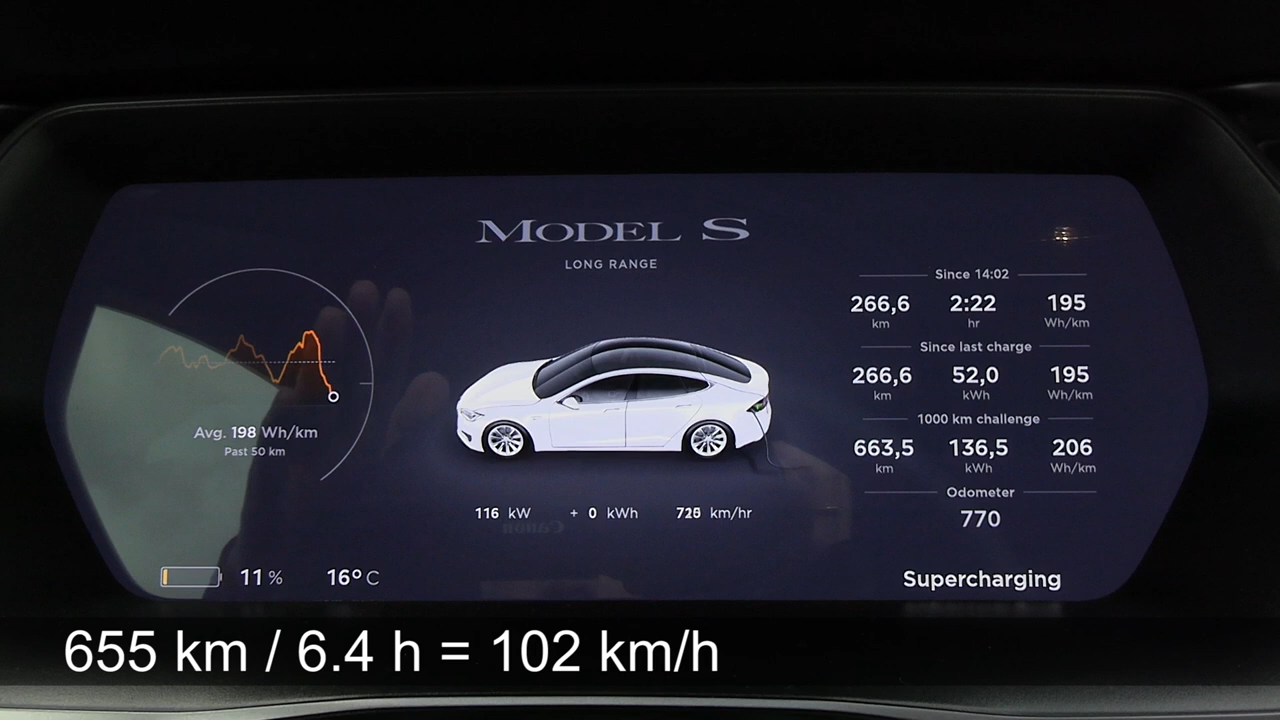 MODEL S
LONG RANGE
Since 14:02
266,6 2:22 195
km hr Wh/km
Since last charge
266,6 52,0 195
km kWh Wh/km
1000 km challenge
663,5 136,5 206
km kWh Wh/km
Odometer
770
Avg. 198 Wh/km
Past 50 km
116 kW + 0 kWh km/hr
Canon
11 % 16° C
Supercharging
655 km / 6.4 h = 102 km/h